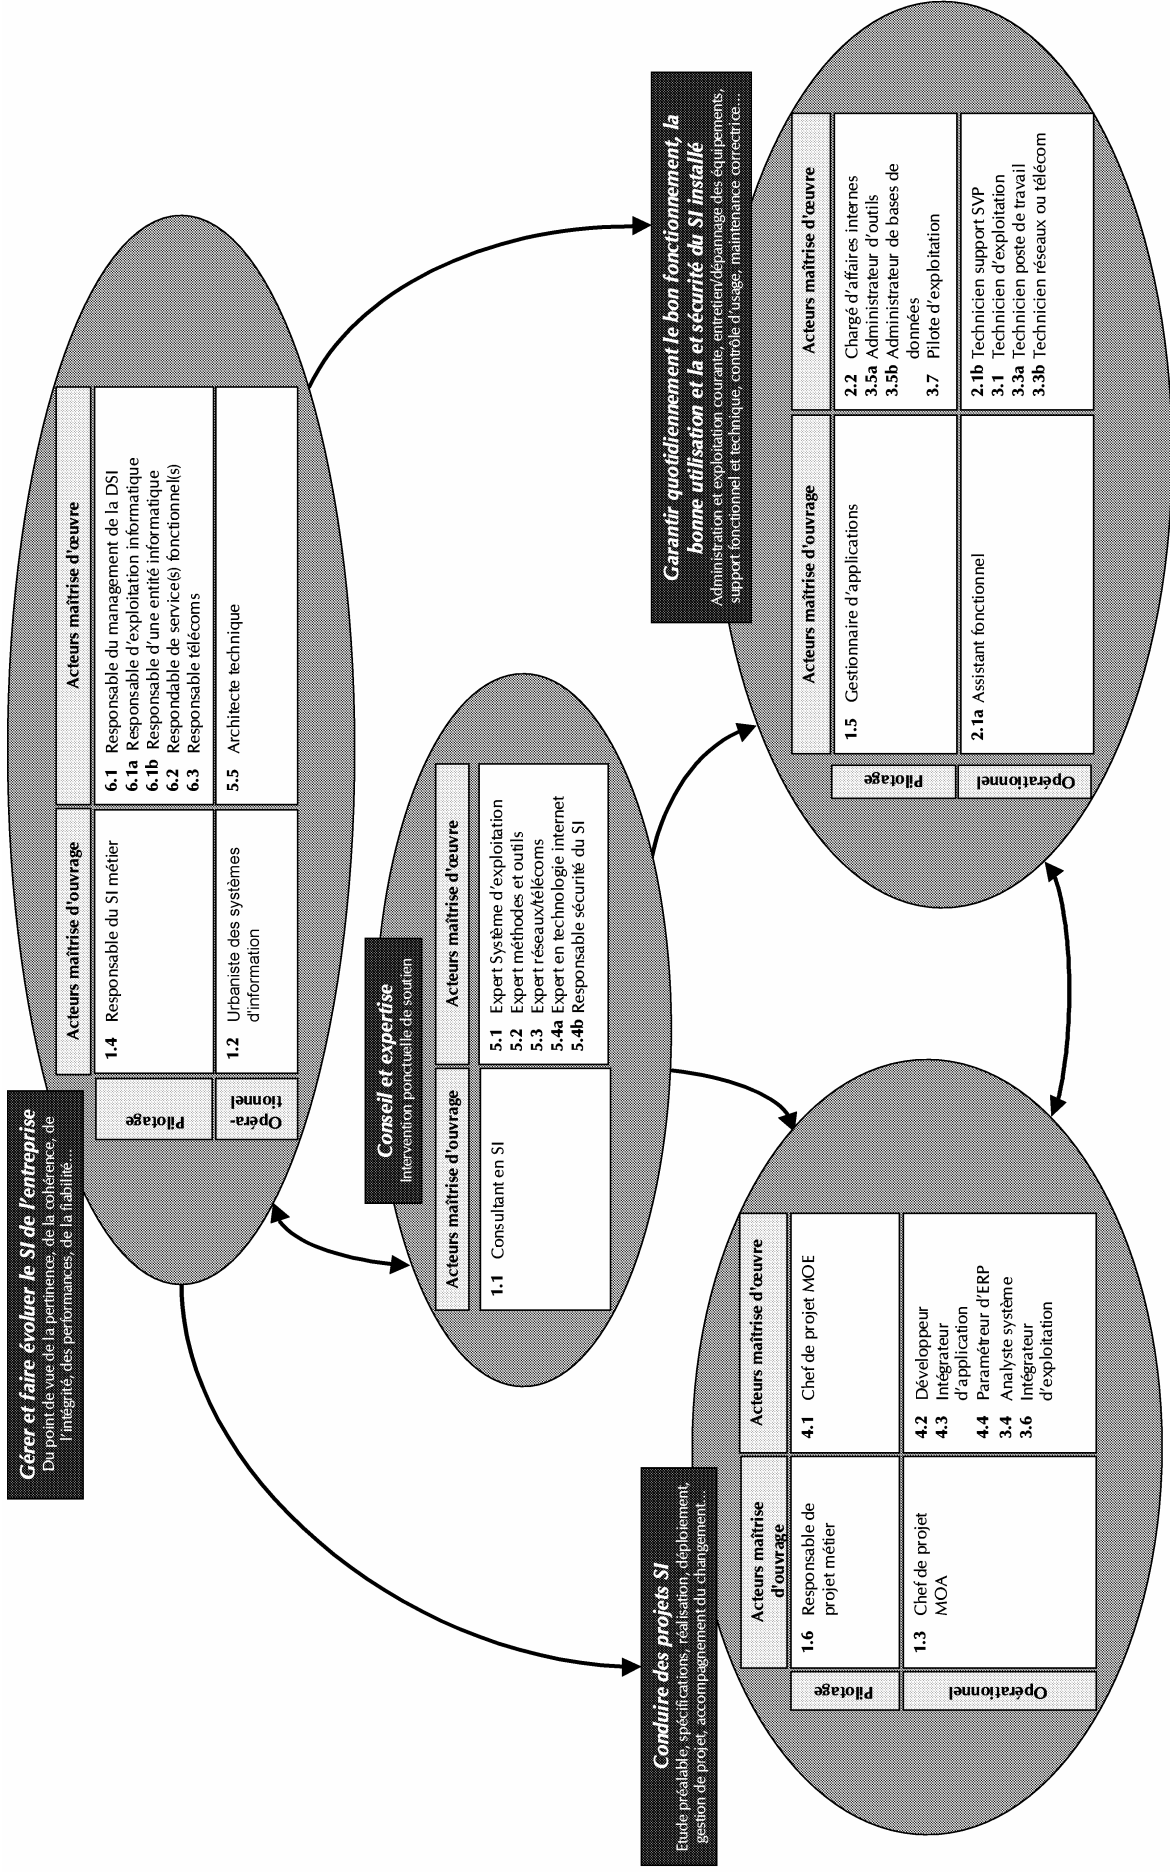 Gérer et faire évoluer le SI de l'entreprise
Du point de vue de la pertinence, de la cohérence, de
l'intégrité, des performances, de la fiabilité...
Acteurs maîtrise d'ouvrage
Acteurs maîtrise d'œuvre
Pilotage
1.4 Responsable du SI métier
6.1 Responsable du management de la DSI
6.1a Responsable d'exploitation informatique
6.1b Responsable d'une entité informatique
6.2 Respondable de service(s) fonctionnel(s)
6.3 Responsable télécoms
Opéra-
tionnel
1.2 Urbaniste des systèmes
d'information
5.5 Architecte technique
Conseil et expertise
Intervention ponctuelle de soutien
Acteurs maîtrise d'ouvrage
Acteurs maîtrise d'œuvre
1.1 Consultant en SI
5.1 Expert Système d'exploitation
5.2 Expert méthodes et outils
5.3 Expert réseaux/télécoms
5.4a Expert en technologie internet
5.4b Responsable sécurité du SI
Conduire des projets SI
Etude préalable, spécifications, réalisation, déploiement,
gestion de projet, accompagnement du changement...
Acteurs maîtrise
d'ouvrage
Acteurs maîtrise d'œuvre
Pilotage
1.6 Responsable de
projet métier
4.1 Chef de projet MOE
Opérationnel
1.3 Chef de projet
MOA
4.2 Développeur
4.3 Intégrateur
d'application
4.4 Paramétreur d'ERP
3.4 Analyste système
3.6 Intégrateur
d'exploitation
Garantir quotidiennement le bon fonctionnement, la
bonne utilisation et la et sécurité du SI installé
Administration et exploitation courante, entretien/dépannage des équipements,
support fonctionnel et technique, contrôle d'usage, maintenance correctrice...
Acteurs maîtrise d'ouvrage
Acteurs maîtrise d'œuvre
Pilotage
1.5 Gestionnaire d'applications
2.2 Chargé d'affaires internes
3.5a Administrateur d'outils
3.5b Administrateur de bases de
données
3.7 Pilote d'exploitation
Opérationnel
2.1a Assistant fonctionnel
2.1b Technicien support SVP
3.1 Technicien d'exploitation
3.3a Technicien poste de travail
3.3b Technicien réseaux ou télécom